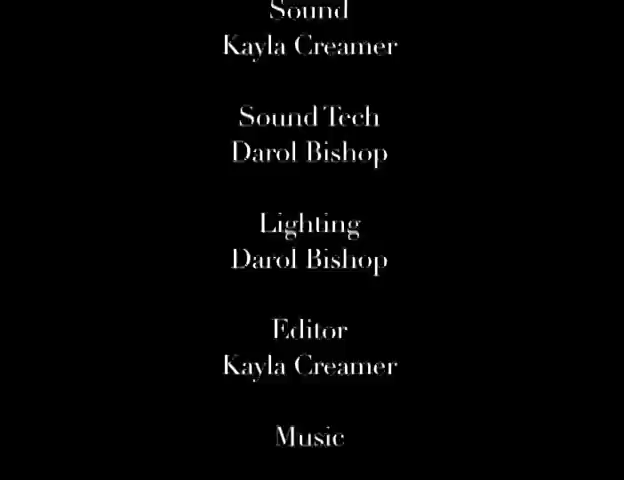 Sound
Kayla Creamer
Sound Tech
Darol Bishop
Lighting
Darol Bishop
Editor
Kayla Creamer
Music